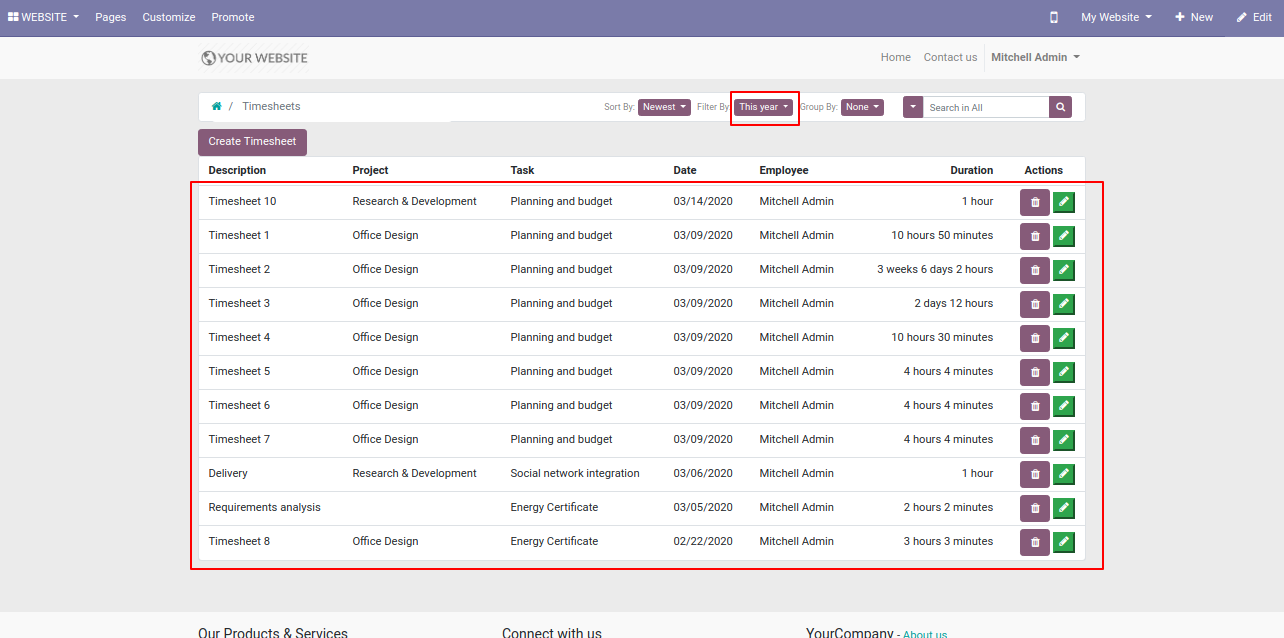 WEBSITE Pages Customize Promote My Website New Edit
YOUR WEBSITE Home Contact us Mitchell Admin
/ Timesheets Sort By: Newest Filter By: This year Group By: None Search in All
Create Timesheet
Description Project Task Date Employee Duration Actions
Timesheet 10 Research & Development Planning and budget 03/14/2020 Mitchell Admin 1 hour
Timesheet 1 Office Design Planning and budget 03/09/2020 Mitchell Admin 10 hours 50 minutes
Timesheet 2 Office Design Planning and budget 03/09/2020 Mitchell Admin 3 weeks 6 days 2 hours
Timesheet 3 Office Design Planning and budget 03/09/2020 Mitchell Admin 2 days 12 hours
Timesheet 4 Office Design Planning and budget 03/09/2020 Mitchell Admin 10 hours 30 minutes
Timesheet 5 Office Design Planning and budget 03/09/2020 Mitchell Admin 4 hours 4 minutes
Timesheet 6 Office Design Planning and budget 03/09/2020 Mitchell Admin 4 hours 4 minutes
Timesheet 7 Office Design Planning and budget 03/09/2020 Mitchell Admin 4 hours 4 minutes
Delivery Research & Development Social network integration 03/06/2020 Mitchell Admin 1 hour
Requirements analysis Energy Certificate 03/05/2020 Mitchell Admin 2 hours 2 minutes
Timesheet 8 Office Design Energy Certificate 02/22/2020 Mitchell Admin 3 hours 3 minutes
Our Products & Services Connect with us YourCompany - About us